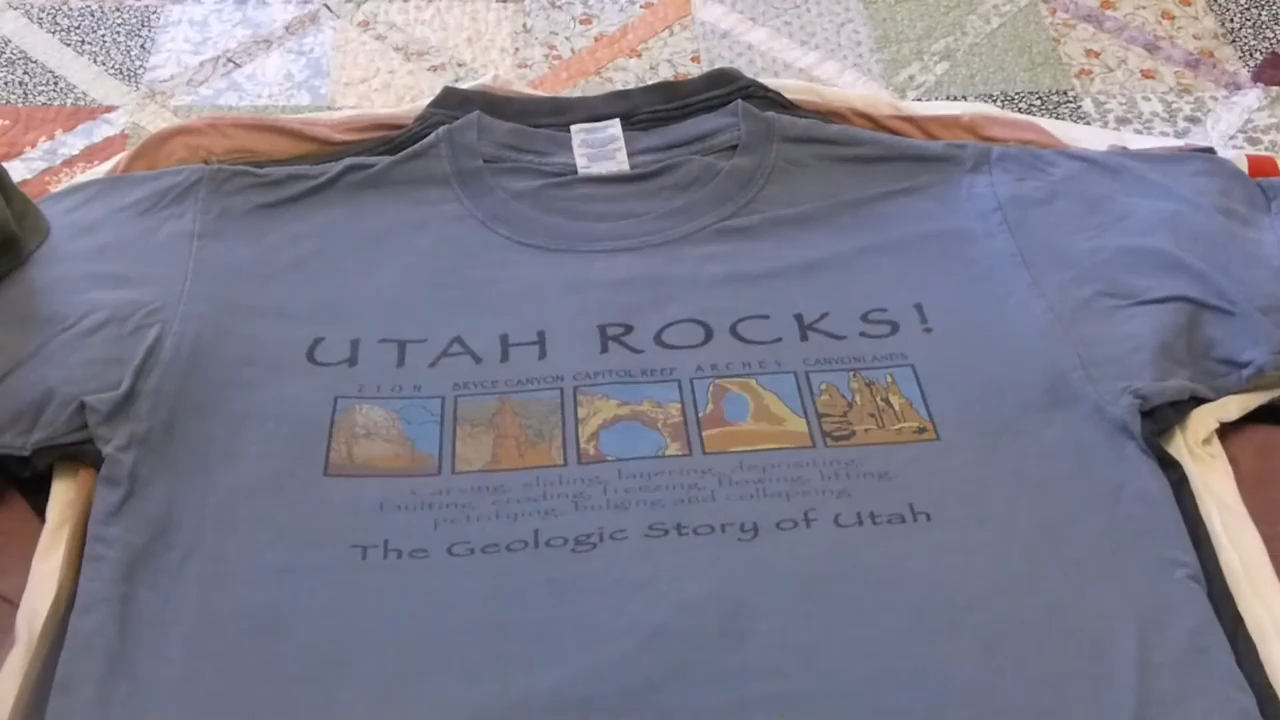 UTAH ROCKS!
ZION BRYCE CANYON CAPITOL REEF ARCHES CANYONLANDS
Carving, sliding, layering, depositing,
faulting, eroding, freezing, flowing, lifting,
petrifying, bulging and collapsing
The Geologic Story of Utah